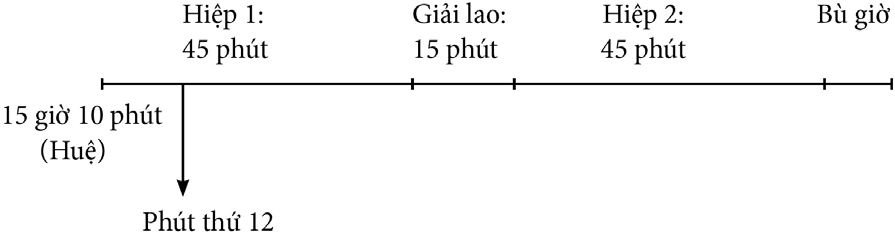 Hiệp 1:
45 phút
Giải lao:
15 phút
Hiệp 2:
45 phút
Bù giờ
15 giờ 10 phút
(Huệ)
Phút thứ 12